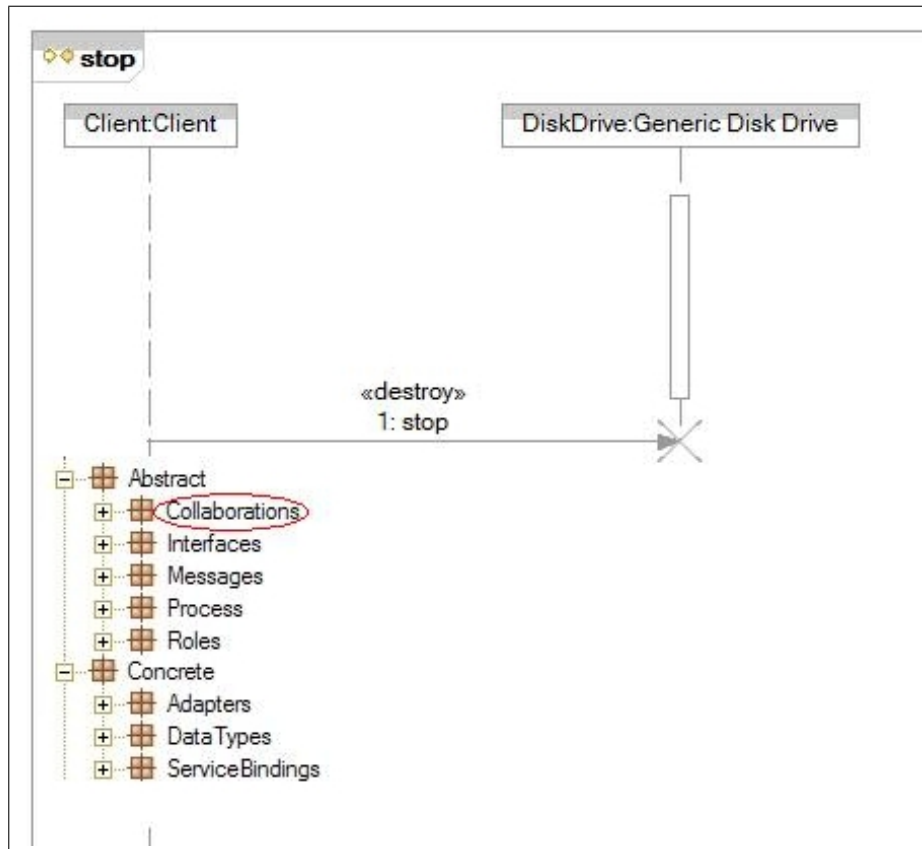 stop
Client:Client
DiskDrive:Generic Disk Drive
«destroy»
1: stop
Abstract
Collaborations
Interfaces
Messages
Process
Roles
Concrete
Adapters
DataTypes
ServiceBindings